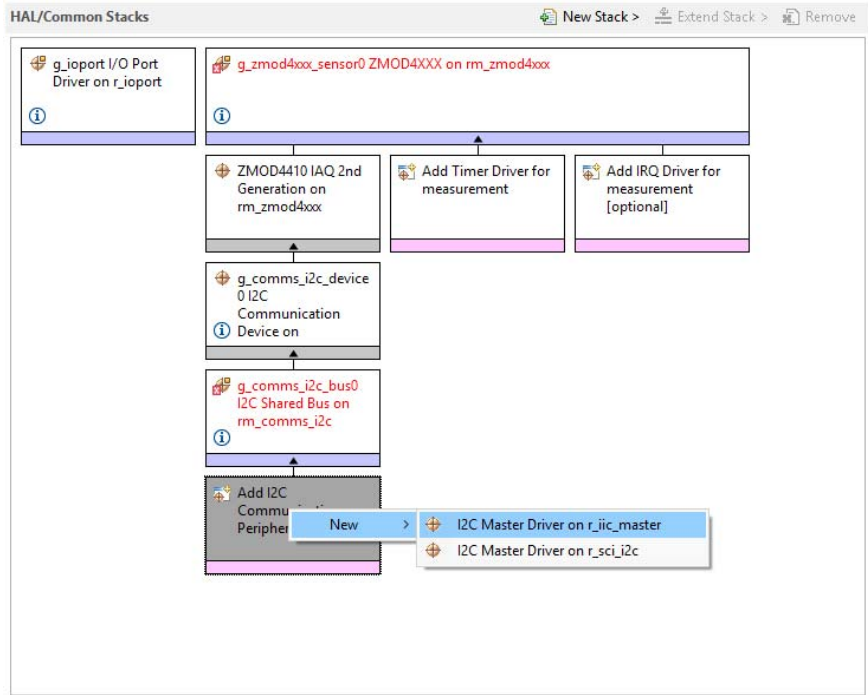 HAL/Common Stacks
New Stack >
Extend Stack >
Remove
g_ioport I/O Port
Driver on r_ioport
g_zmod4xxx_sensor0 ZMOD4XXX on rm_zmod4xxx
ZMOD4410 IAQ 2nd
Generation on
rm_zmod4xxx
Add Timer Driver for
measurement
Add IRQ Driver for
measurement
[optional]
g_comms_i2c_device
0 I2C
Communication
Device on
g_comms_i2c_bus0
I2C Shared Bus on
rm_comms_i2c
Add I2C
New >
I2C Master Driver on r_iic_master
I2C Master Driver on r_sci_i2c